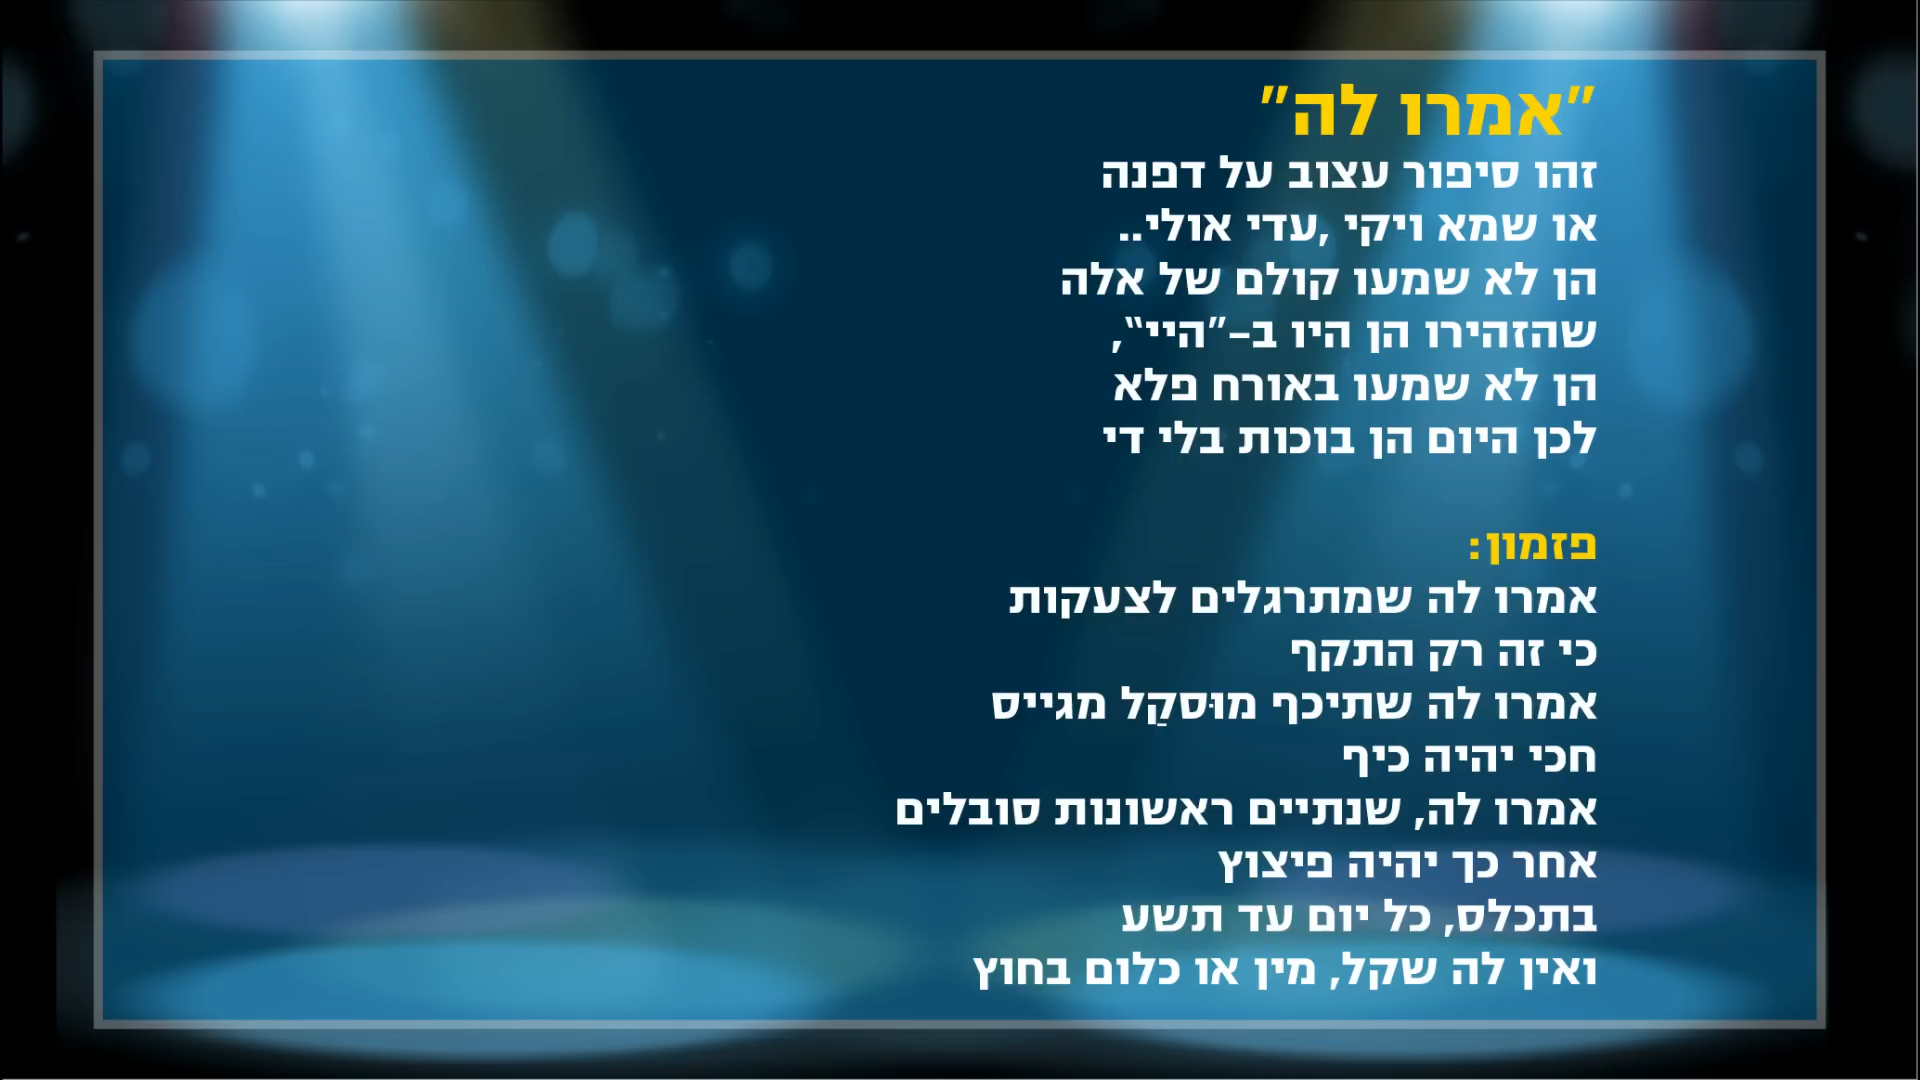 "אמרו לה"
זהו סיפור עצוב על דפנה
או שמא ויקי ,עדי אולי..
הן לא שמעו קולם של אלה
שהזהירו הן היו ב–"היי“,
הן לא שמעו באורח פלא
לכן היום הן בוכות בלי די
פזמון:
אמרו לה שמתרגלים לצעקות
כי זה רק התקף
אמרו לה שתיכף מוּסקַל מגייס
חכי יהיה כיף
אמרו לה, שנתיים ראשונות סובלים
אחר כך יהיה פיצוץ
בתכלס, כל יום עד תשע
ואין לה שקל, מין או כלום בחוץ